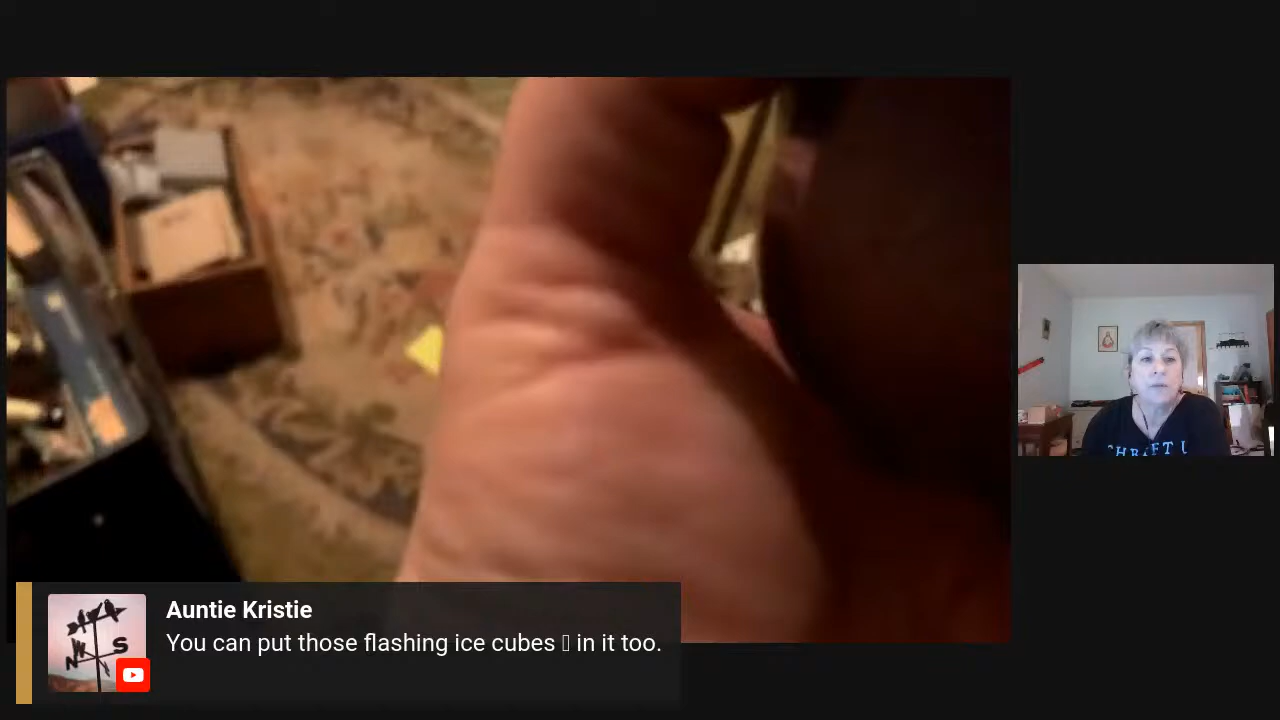 Auntie Kristie
You can put those flashing ice cubes ▯ in it too.
W
S
N